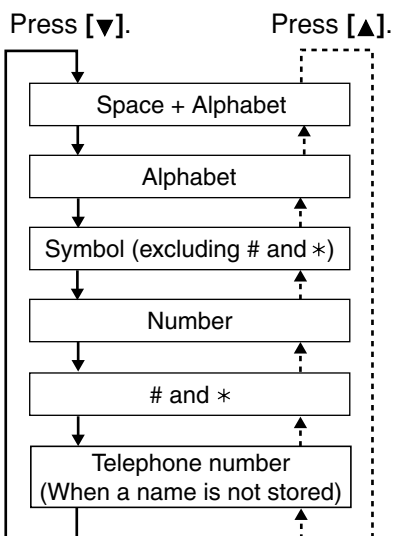 Press [▼]. Press [▲].
Space + Alphabet
Alphabet
Symbol (excluding # and ＊)
Number
# and ＊
Telephone number
(When a name is not stored)